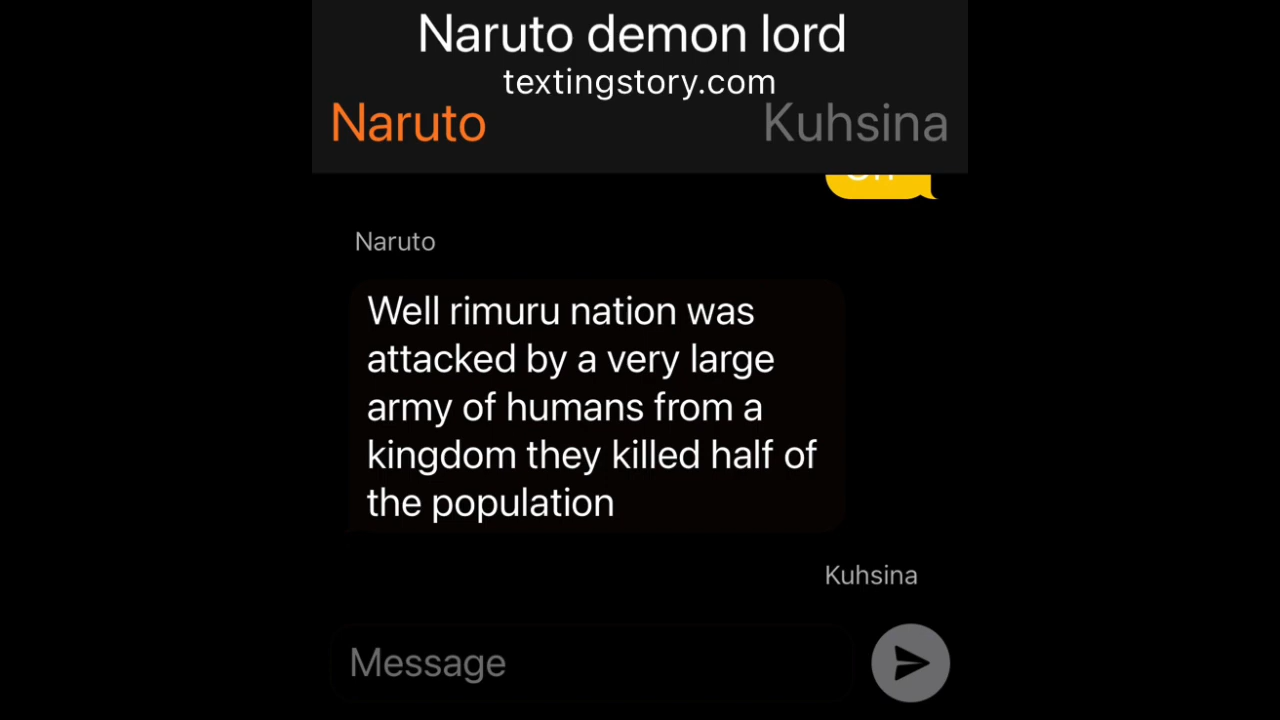 Naruto demon lord
textingstory.com
Naruto Kuhsina
Naruto
Well rimuru nation was
attacked by a very large
army of humans from a
kingdom they killed half of
the population
Kuhsina
Message